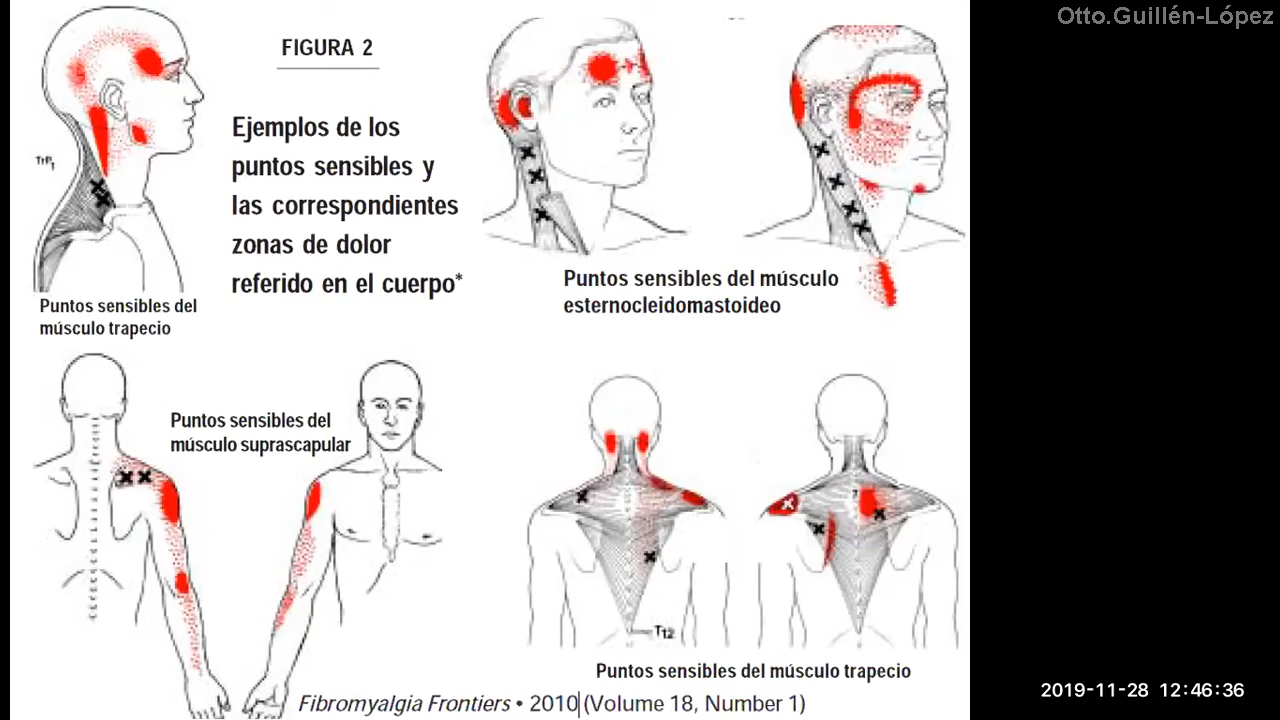 Otto.Guillén-López
FIGURA 2
Ejemplos de los
puntos sensibles y
las correspondientes
zonas de dolor
referido en el cuerpo*
TrP1
Puntos sensibles del
músculo trapecio
Puntos sensibles del músculo
esternocleidomastoideo
Puntos sensibles del
músculo suprascapular
7
T12
Puntos sensibles del músculo trapecio
Fibromyalgia Frontiers • 2010 (Volume 18, Number 1)
2019-11-28 12:46:36